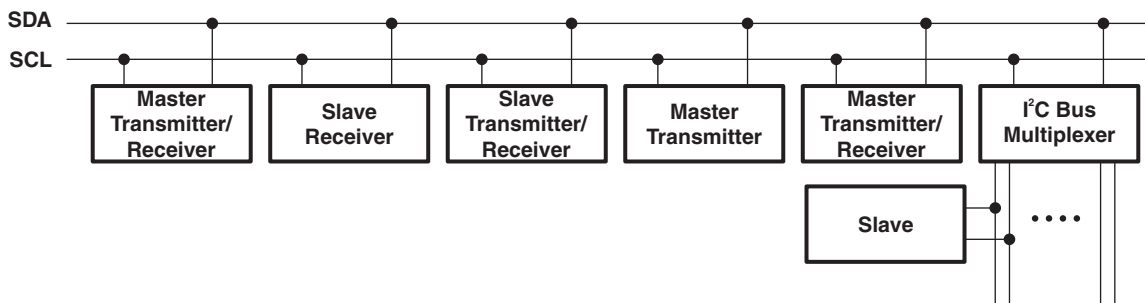 SDA
SCL
Master
Transmitter/
Receiver
Slave
Receiver
Slave
Transmitter/
Receiver
Master
Transmitter
Master
Transmitter/
Receiver
I²C Bus
Multiplexer
Slave